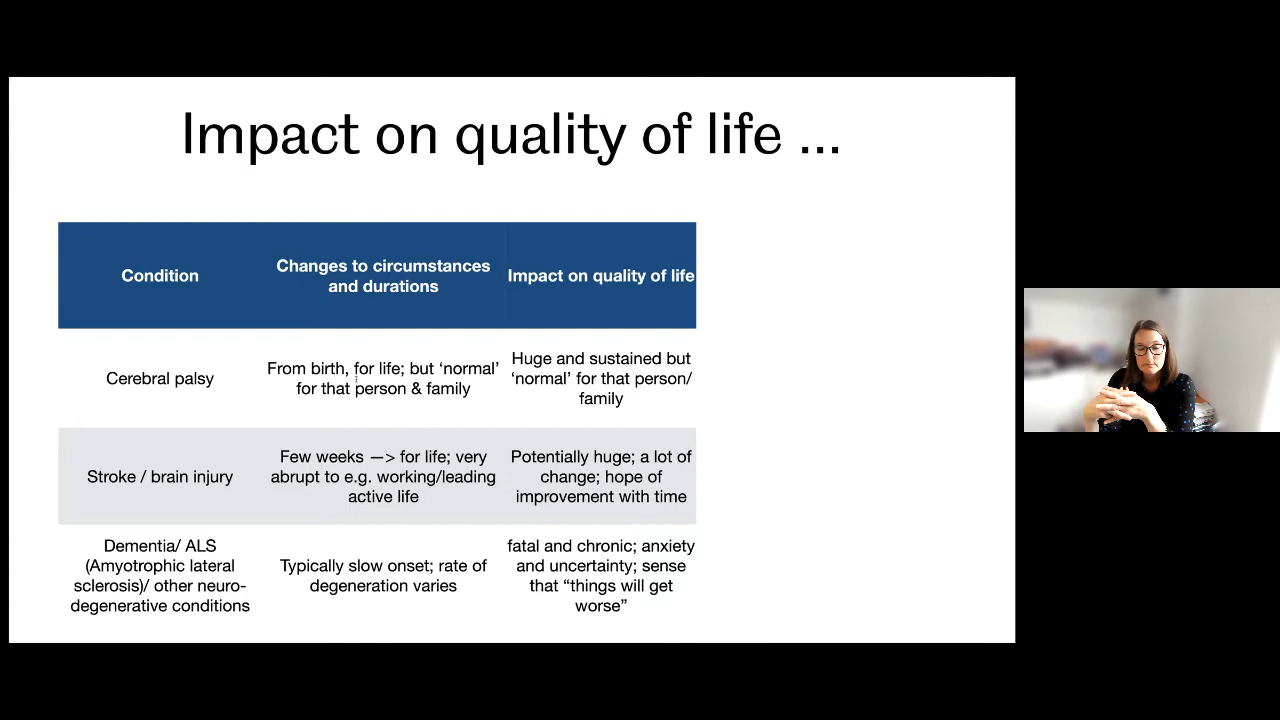 Impact on quality of life ...
Condition
Changes to circumstances
and durations
Impact on quality of life
Cerebral palsy
From birth, for life; but ‘normal’
for that person & family
Huge and sustained but
‘normal’ for that person/
family
Stroke / brain injury
Few weeks —> for life; very
abrupt to e.g. working/leading
active life
Potentially huge; a lot of
change; hope of
improvement with time
Dementia/ ALS
(Amyotrophic lateral
sclerosis)/ other neuro-
degenerative conditions
Typically slow onset; rate of
degeneration varies
fatal and chronic; anxiety
and uncertainty; sense
that “things will get
worse”